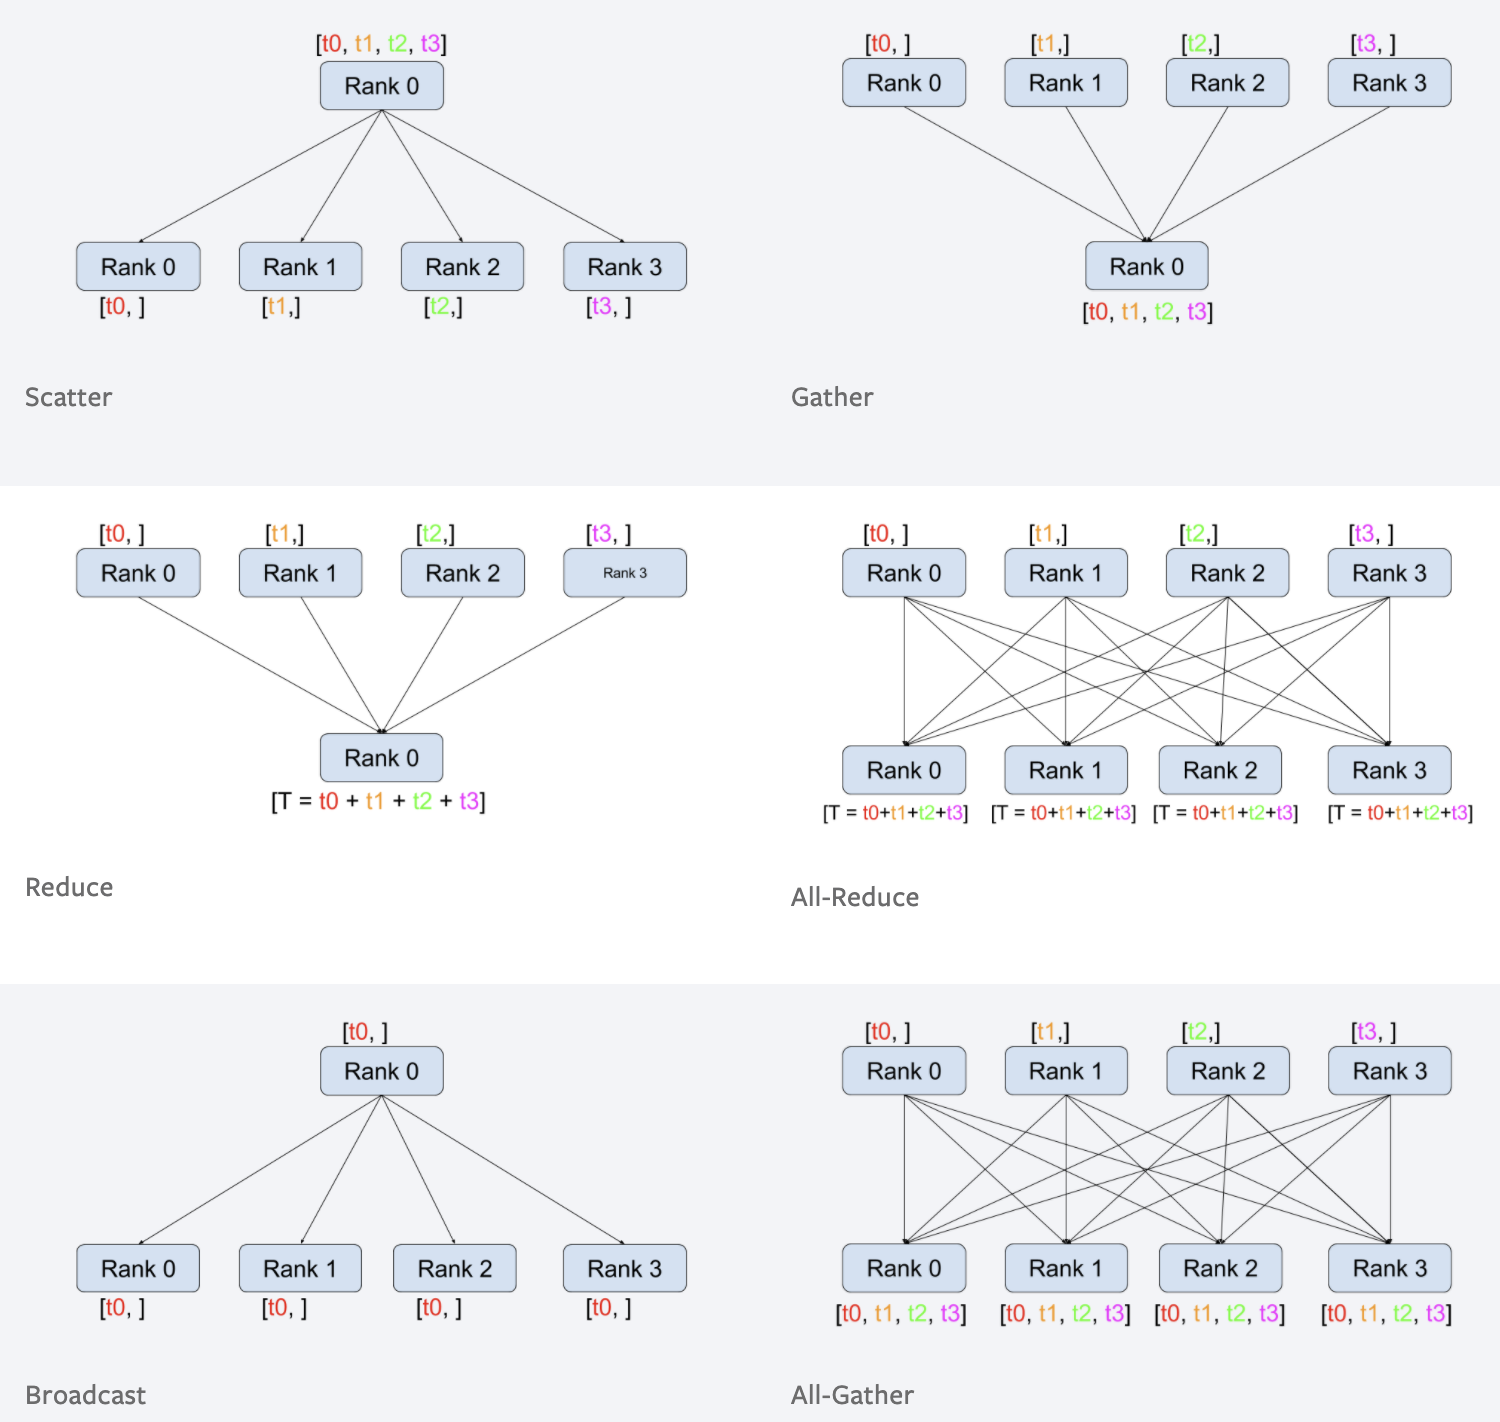 [t0, t1, t2, t3]
Rank 0
Rank 0 Rank 1 Rank 2 Rank 3
[t0, ] [t1,] [t2,] [t3, ]
Scatter
[t0, ] [t1,] [t2,] [t3, ]
Rank 0 Rank 1 Rank 2 Rank 3
Rank 0
[t0, t1, t2, t3]
Gather
[t0, ] [t1,] [t2,] [t3, ]
Rank 0 Rank 1 Rank 2 Rank 3
Rank 0
[T = t0 + t1 + t2 + t3]
Reduce
[t0, ] [t1,] [t2,] [t3, ]
Rank 0 Rank 1 Rank 2 Rank 3
Rank 0 Rank 1 Rank 2 Rank 3
[T = t0+t1+t2+t3] [T = t0+t1+t2+t3] [T = t0+t1+t2+t3] [T = t0+t1+t2+t3]
All-Reduce
[t0, ]
Rank 0
Rank 0 Rank 1 Rank 2 Rank 3
[t0, ] [t0, ] [t0, ] [t0, ]
Broadcast
[t0, ] [t1,] [t2,] [t3, ]
Rank 0 Rank 1 Rank 2 Rank 3
Rank 0 Rank 1 Rank 2 Rank 3
[t0, t1, t2, t3] [t0, t1, t2, t3] [t0, t1, t2, t3] [t0, t1, t2, t3]
All-Gather